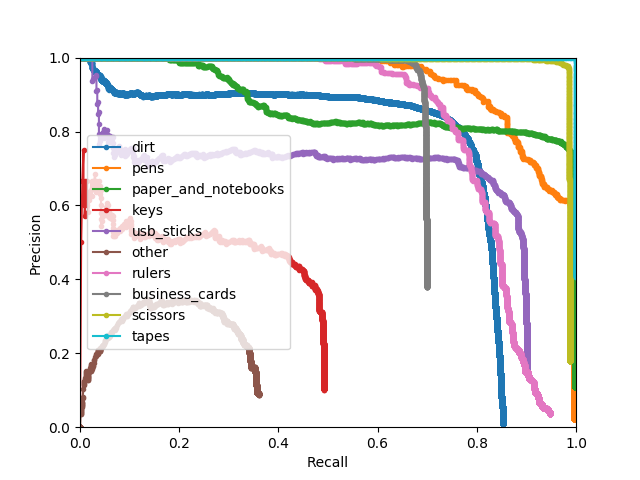 1.0
0.8
0.6
0.4
0.2
0.0
Precision
dirt
pens
paper_and_notebooks
keys
usb_sticks
other
rulers
business_cards
scissors
tapes
0.0 0.2 0.4 0.6 0.8 1.0
Recall